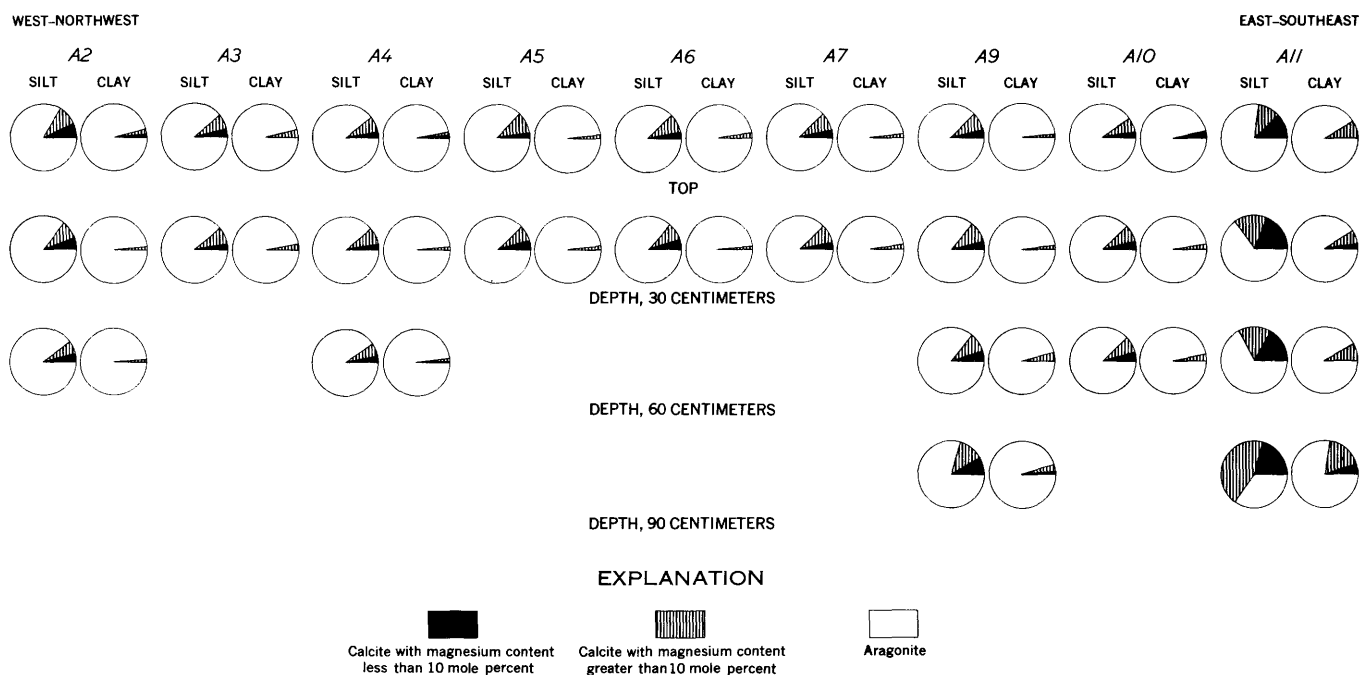 WEST–NORTHWEST EAST–SOUTHEAST
A2 A3 A4 A5 A6 A7 A9 A10 A11
SILT CLAY SILT CLAY SILT CLAY SILT CLAY SILT CLAY SILT CLAY SILT CLAY SILT CLAY SILT CLAY
TOP
DEPTH, 30 CENTIMETERS
DEPTH, 60 CENTIMETERS
DEPTH, 90 CENTIMETERS
EXPLANATION
Calcite with magnesium content Calcite with magnesium content Aragonite
less than 10 mole percent greater than 10 mole percent